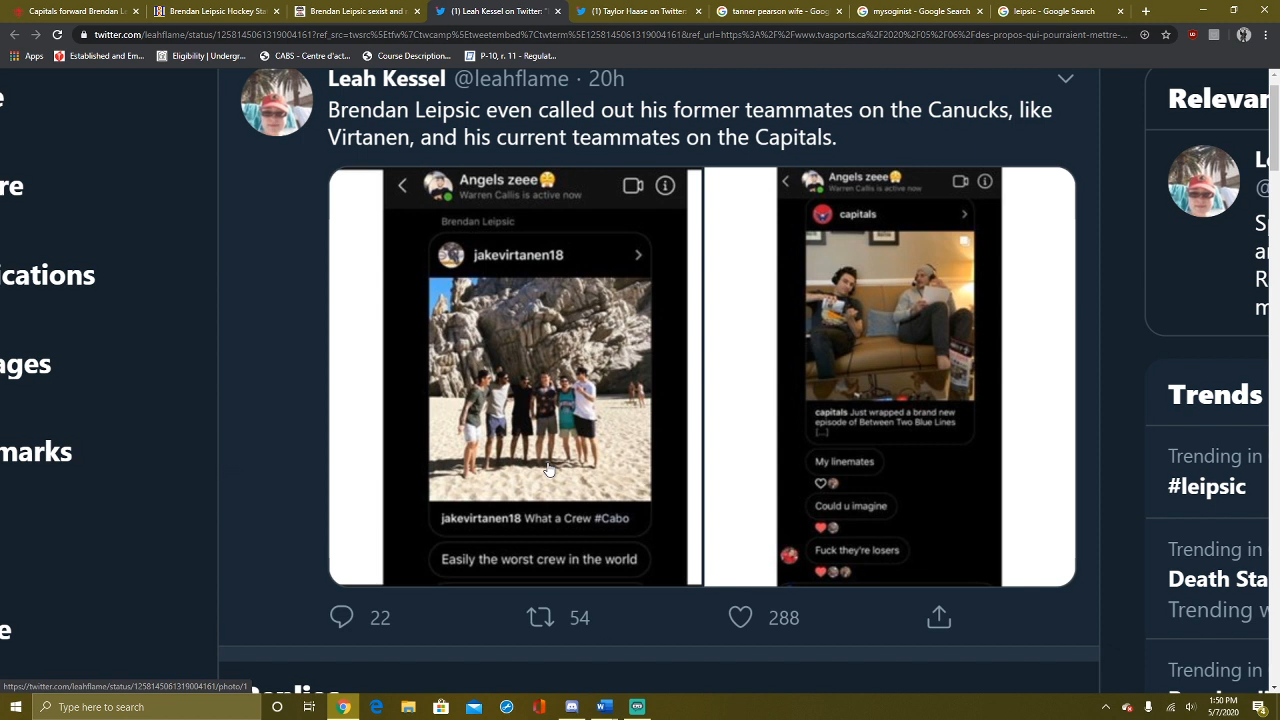 Coronas forward Lo
Brendan Leipsic Hockey Sta
Brendan Leipsic sexist and m
(1) Leah Kessel on Twitter: "
(1) Taylor Haase on Twitter:
tanner pearson wife - Goog
mysoginist - Google Search
leipsic - Google Search
twitter.com/leahflame/status/1258145061319004161?ref_src=twsrc%5Etfw%7Ctwcamp%5Etweetembed%7Ctwterm%5E1258145061319004161&ref_url=https%3A%2F%2Fwww.tvasports.ca%2F2020%2F05%2F06%2Fdes-propos-qui-pourraient-mettre-...
Apps
Established and Em...
Eligibility | Undergr...
CABS - Centre d'act...
P-10, r. 11 - Regulat...
Leah Kessel @leahflame · 20h
Brendan Leipsic even called out his former teammates on the Canucks, like
Virtanen, and his current teammates on the Capitals.
Angels zeee
Warren Callis is active now
Brendan Leipsic
jakevirtanen18
jakevirtanen18 What a Crew #Cabo
Easily the worst crew in the world
Angels zeee
Warren Callis is active now
capitals
capitals Just wrapped a brand new
episode of Between Two Blue Lines
[...]
My linemates
Could u imagine
Fuck they're losers
22
54
288
e
re
ications
ages
marks
e
Relevan
L
@
S
a
R
m
Trends
Trending in
#leipsic
Trending in
Death Sta
Trending w
Trending in
https://twitter.com/leahflame/status/1258145061319004161/photo/1
Type here to search
1:50 PM
5/7/2020